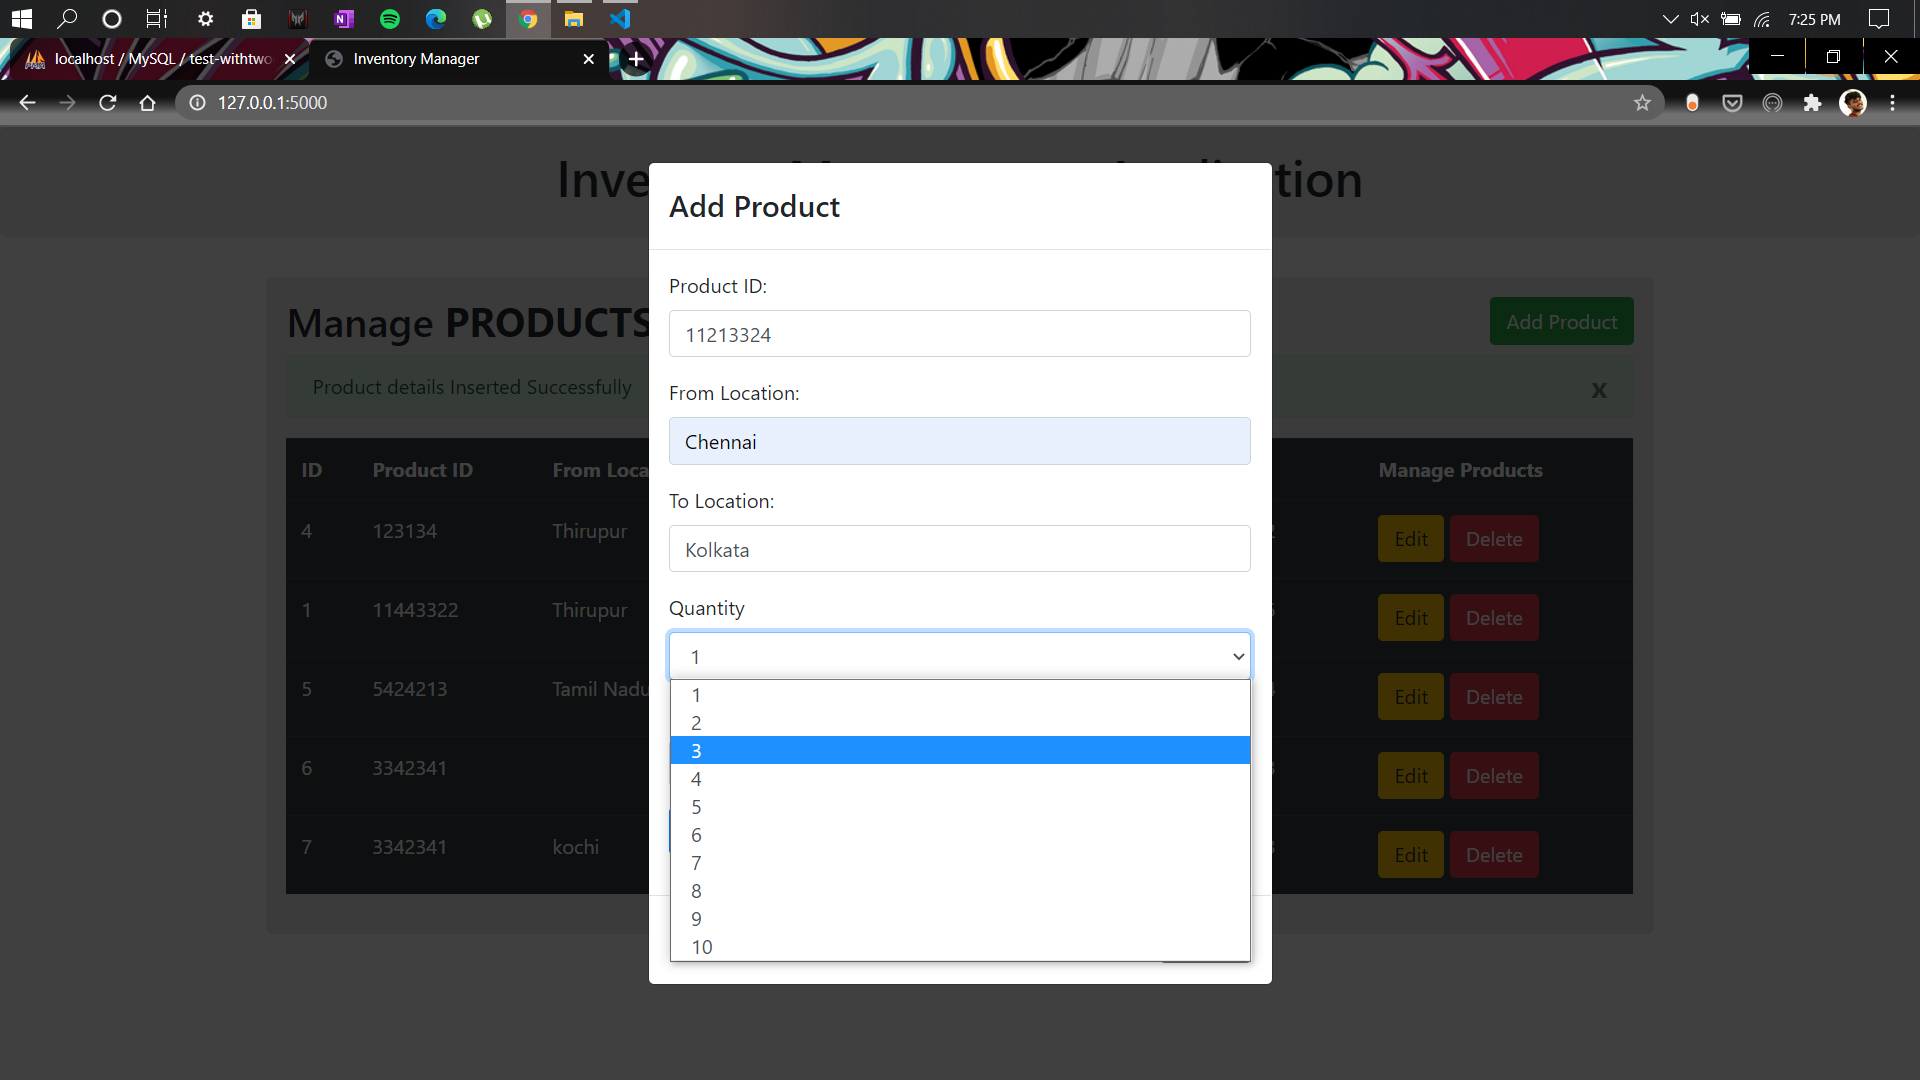 7:25 PM
localhost / MySQL / test-withtwo
Inventory Manager
127.0.0.1:5000
Inve tion
Add Product
Product ID:
11213324
From Location:
Chennai
To Location:
Kolkata
Quantity
1
1
2
3
4
5
6
7
8
9
10
Manage PRODUCTS
Add Product
Product details Inserted Successfully
X
ID Product ID From Loca Manage Products
4 123134 Thirupur Edit Delete
1 11443322 Thirupur Edit Delete
5 5424213 Tamil Nadu Edit Delete
6 3342341 Edit Delete
7 3342341 kochi Edit Delete